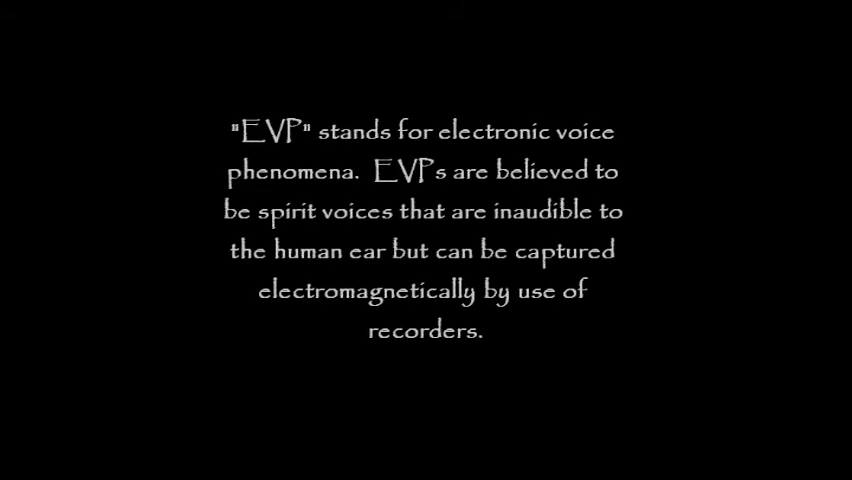 "EVP" stands for electronic voice
phenomena.  EVPs are believed to
be spirit voices that are inaudible to
the human ear but can be captured
electromagnetically by use of
recorders.